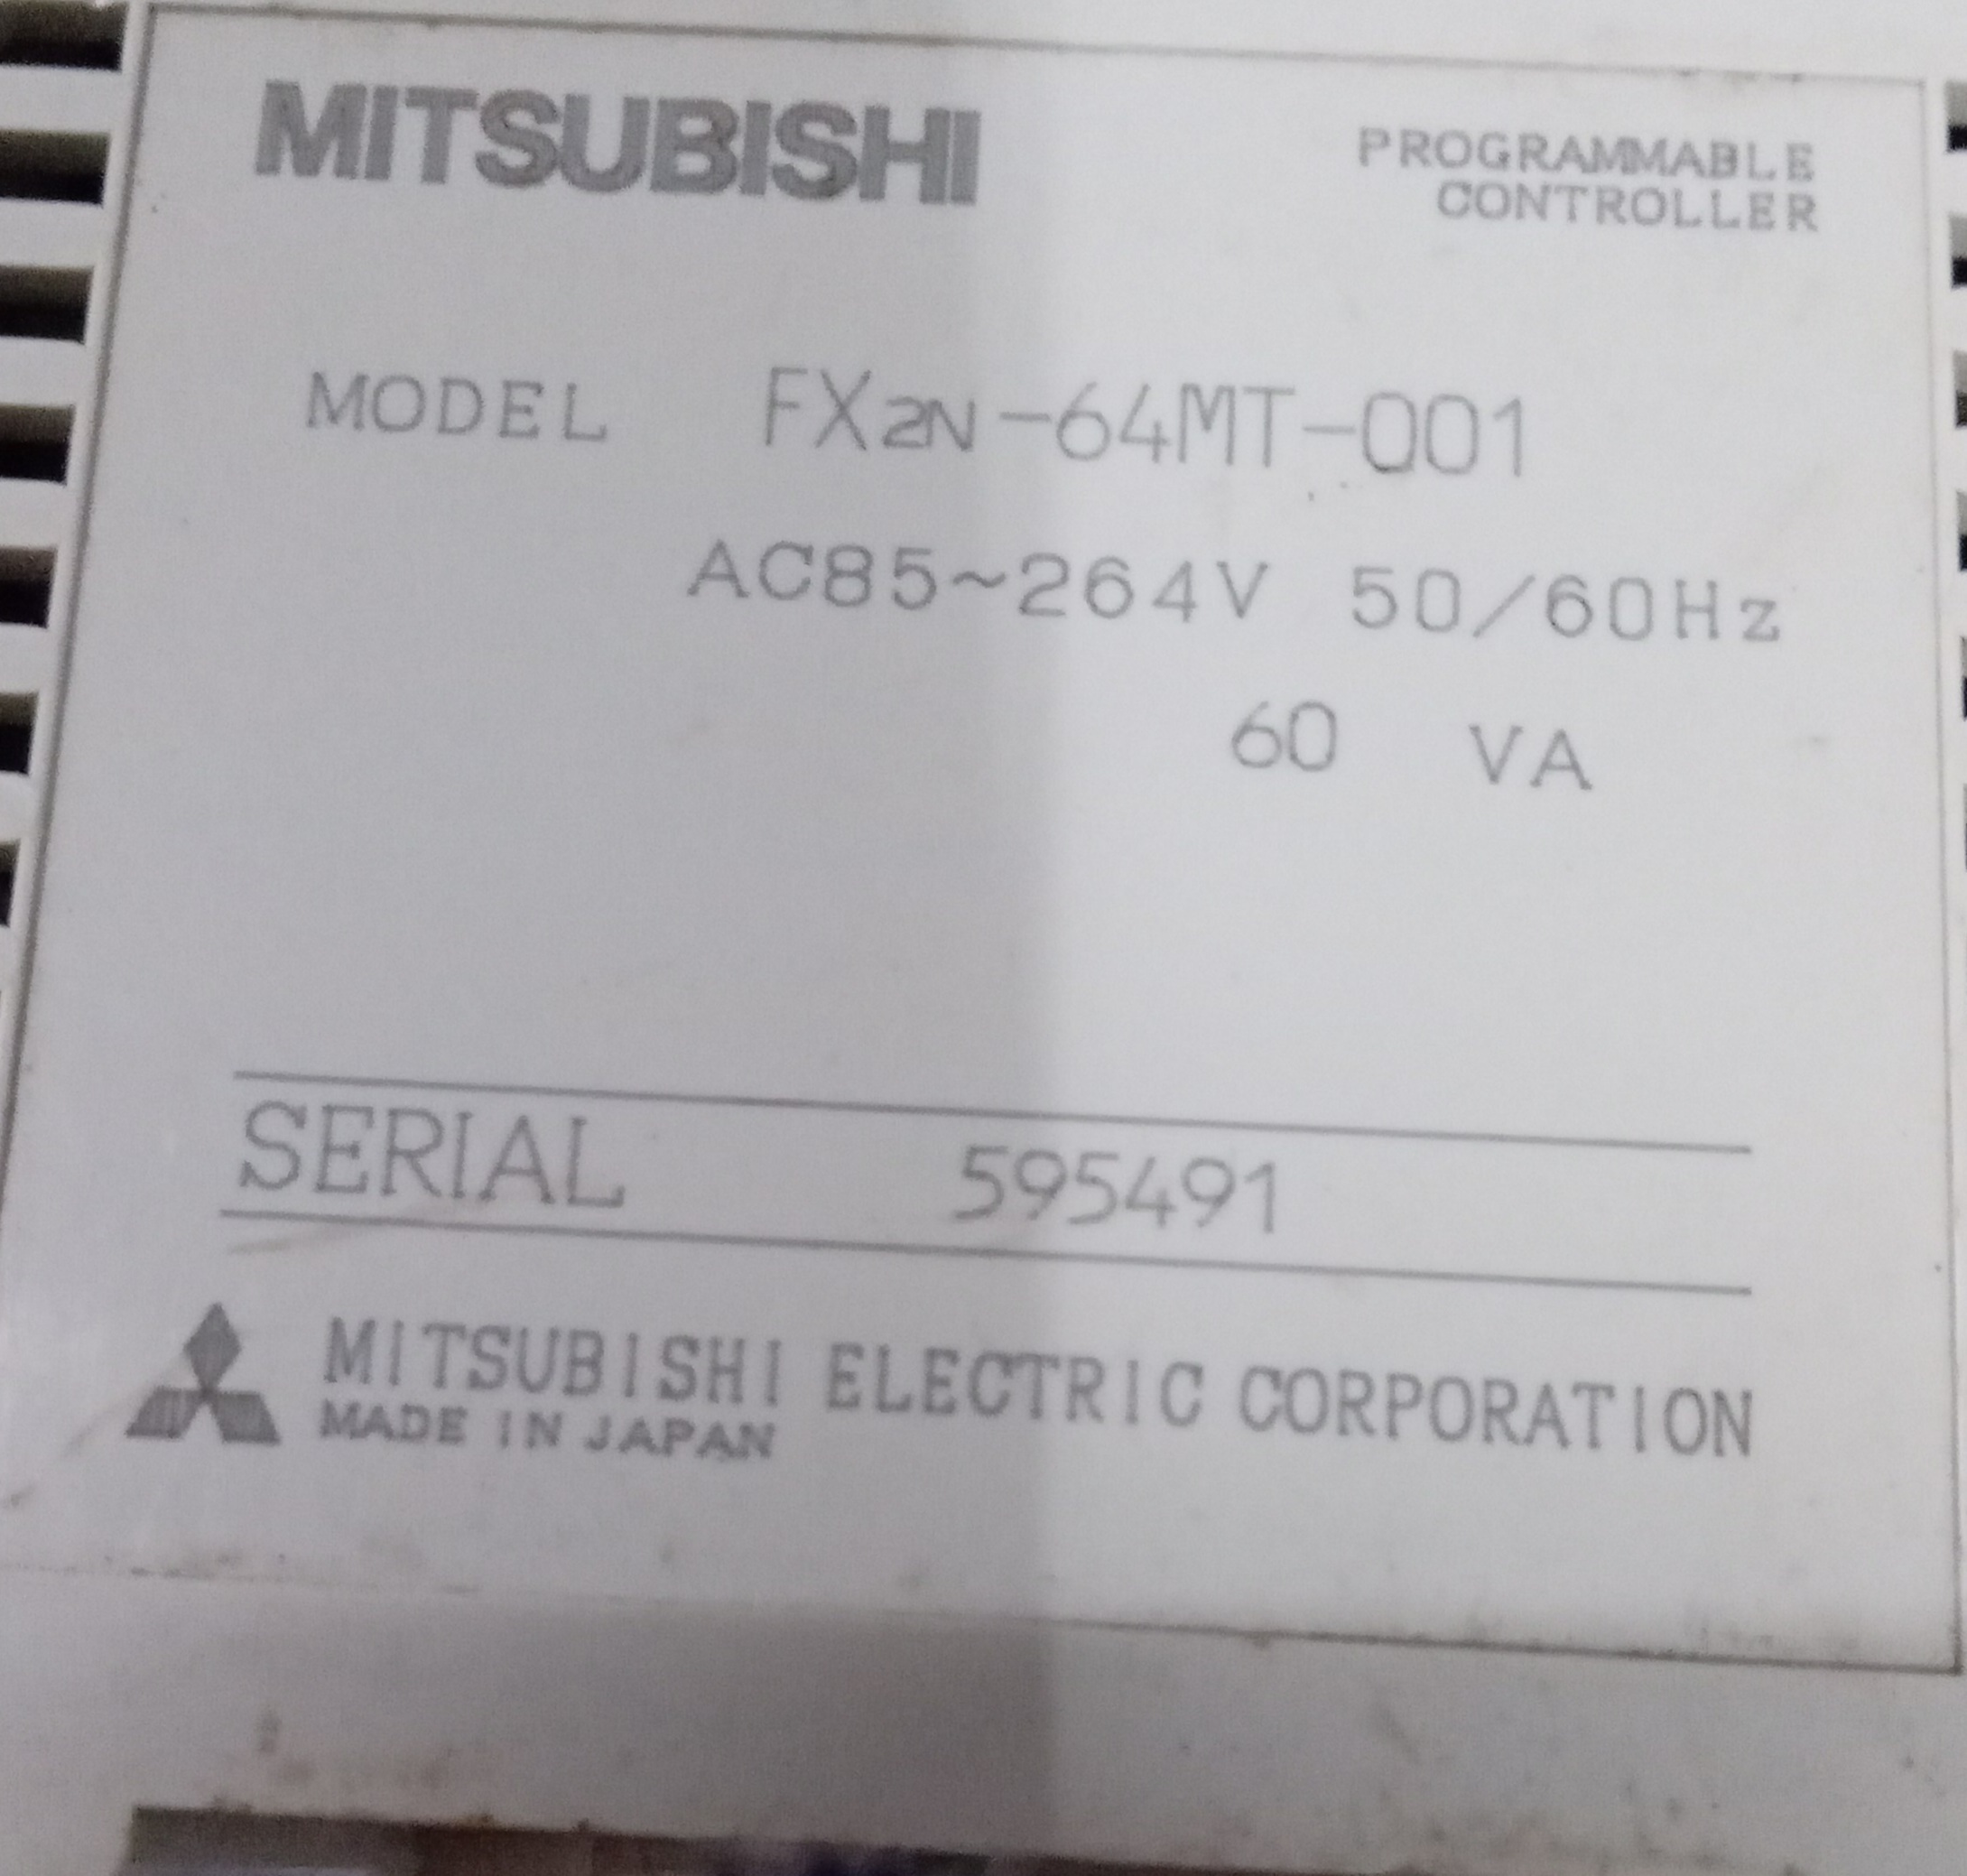 MITSUBISHI
PROGRAMMABLE
CONTROLLER
MODEL FX2N-64MT-001
AC85~264V 50/60Hz
60 VA
SERIAL 595491
MITSUBISHI ELECTRIC CORPORATION
MADE IN JAPAN